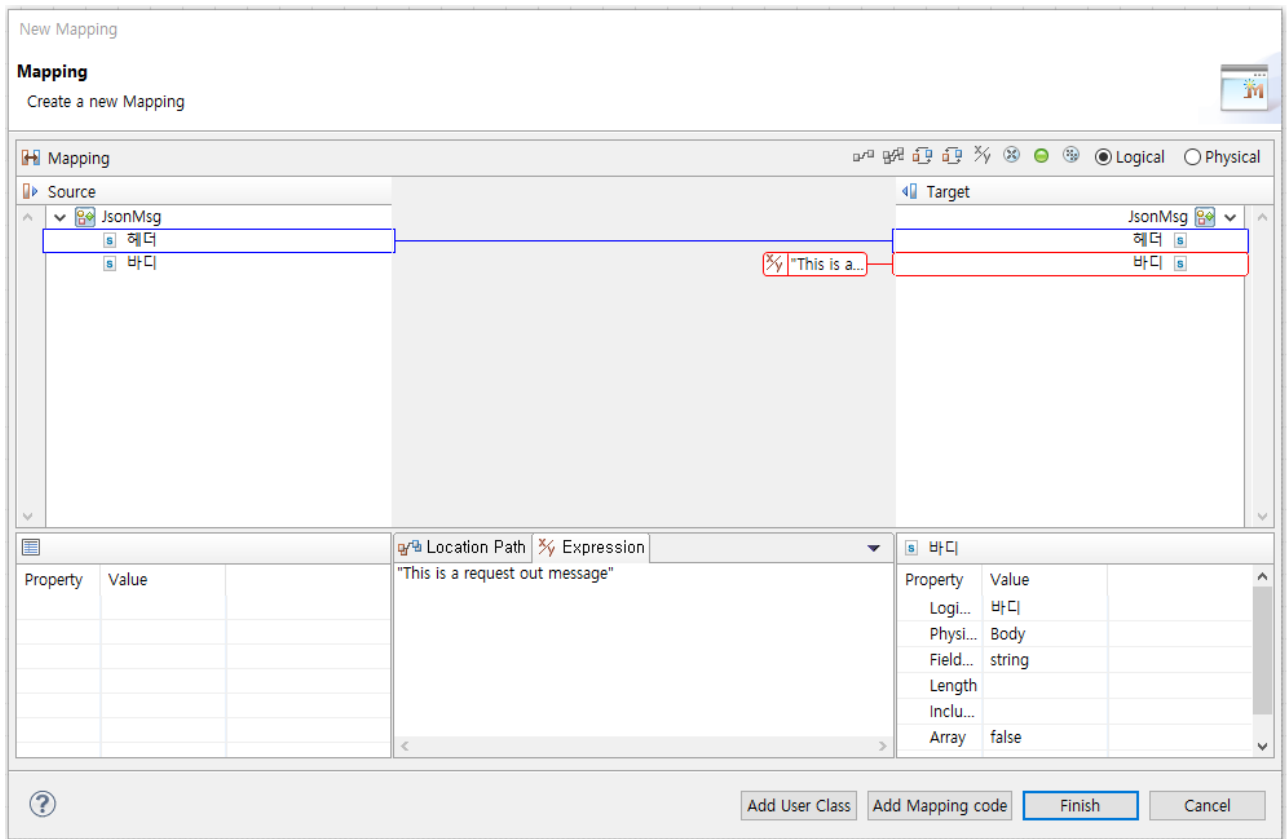 New Mapping
Mapping
Create a new Mapping
Mapping
Logical Physical
Source
Target
JsonMsg
JsonMsg
헤더
헤더
바디
"This is a...
바디
Location Path Expression
바디
Property Value
"This is a request out message"
Property Value
Logi... 바디
Physi... Body
Field... string
Length
Inclu...
Array false
Add User Class Add Mapping code Finish Cancel